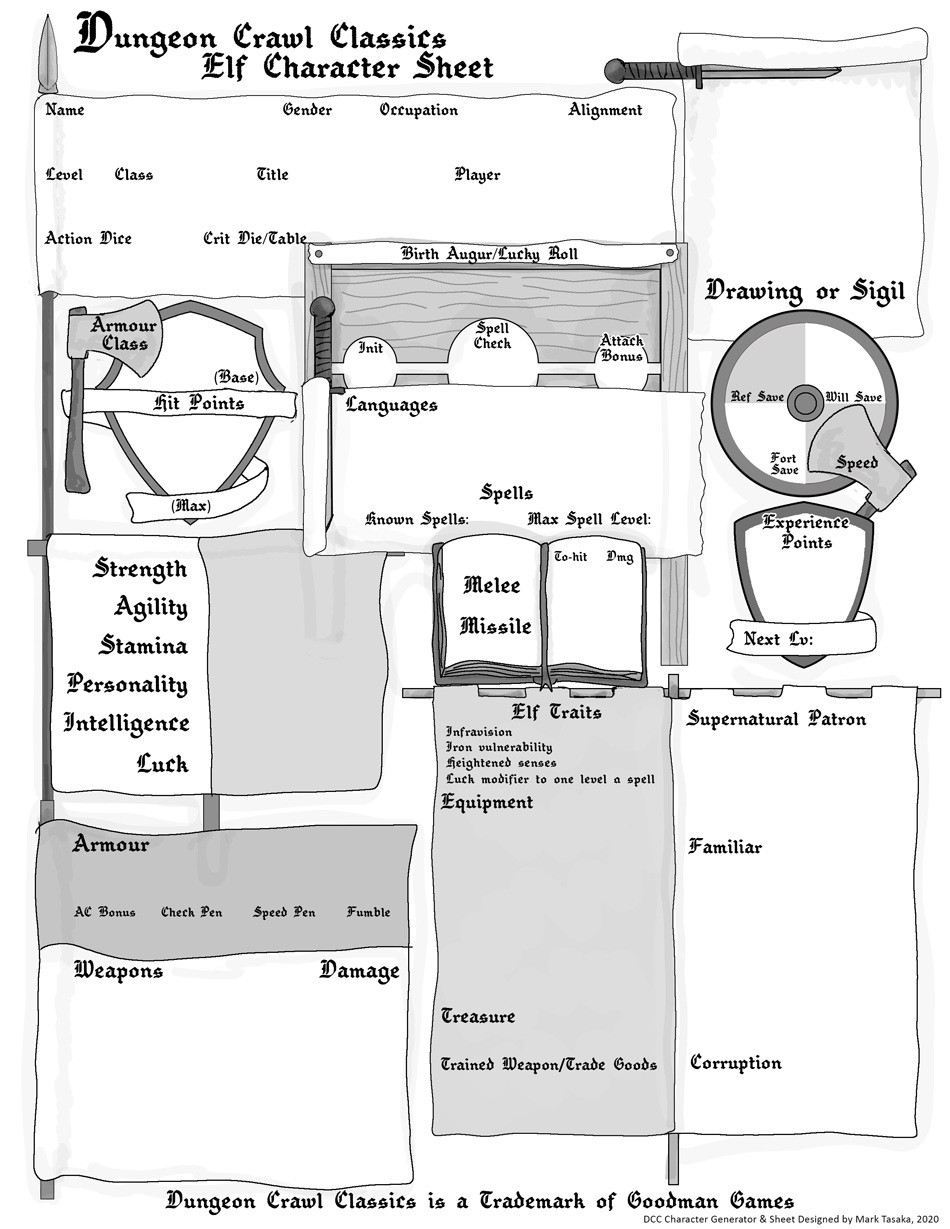 Dungeon Crawl Classics
Elf Character Sheet
Name Gender Occupation Alignment
Level Class Title Player
Action Dice Crit Die/Table
Birth Augur/Lucky Roll
Drawing or Sigil
Armour
Class
(Base)
Hit Points
(Max)
Init
Spell
Check
Attack
Bonus
Languages
Spells
Known Spells: Max Spell Level:
Ref Save Will Save
Fort
Save
Speed
Experience
Points
Next Lv:
Strength
Agility
Stamina
Personality
Intelligence
Luck
To-hit Dmg
Melee
Missile
Elf Traits
Infravision
Iron vulnerability
Heightened senses
Luck modifier to one level a spell
Equipment
Treasure
Trained Weapon/Trade Goods
Supernatural Patron
Familiar
Corruption
Armour
AC Bonus Check Pen Speed Pen Fumble
Weapons Damage
Dungeon Crawl Classics is a Trademark of Goodman Games
DCC Character Generator & Sheet Designed by Mark Tasaka, 2020